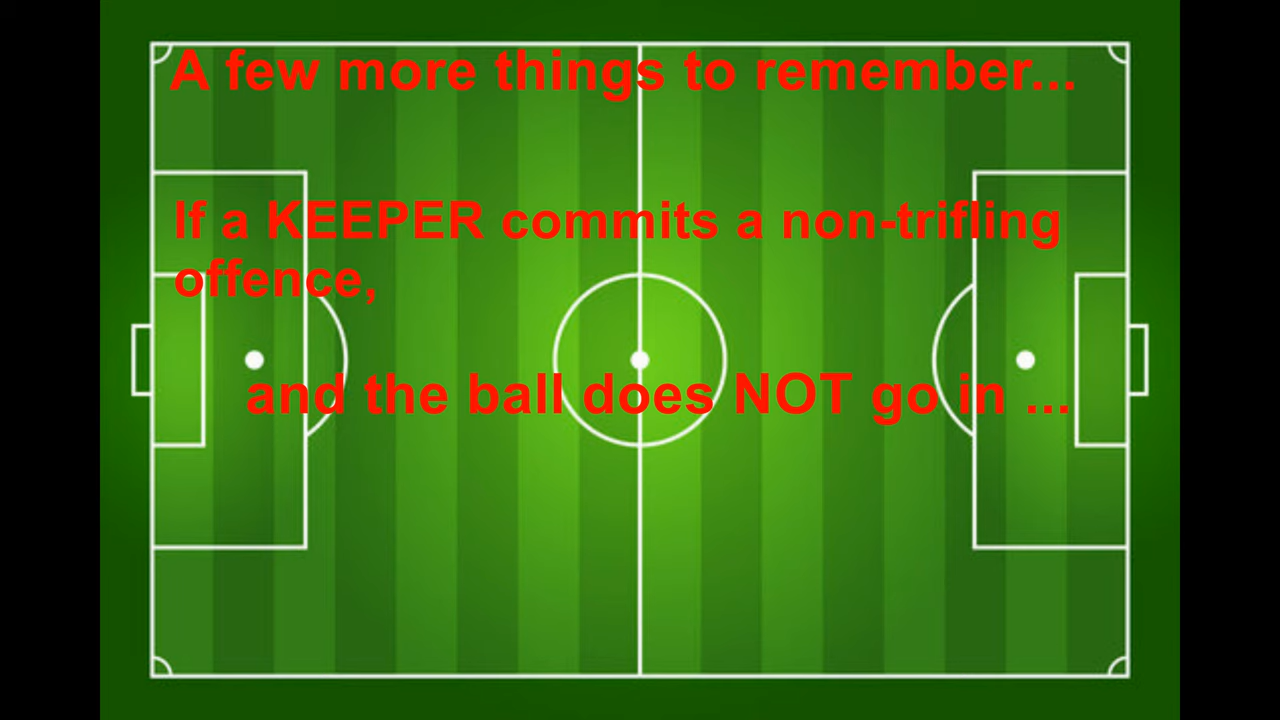 A few more things to remember...
If a KEEPER commits a non-trifling
offence,
and the ball does NOT go in ...